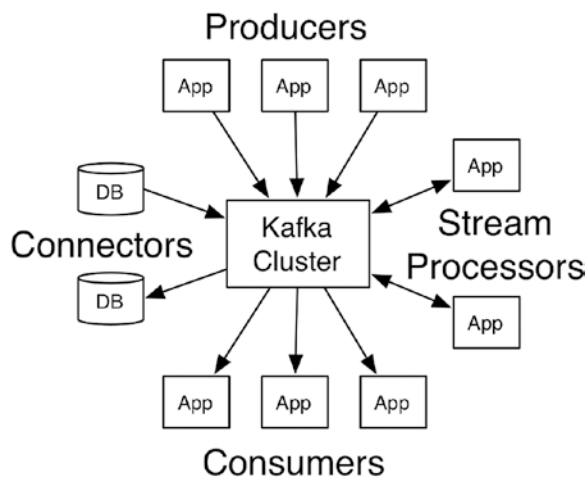 Producers
App
App
App
DB
App
Kafka
Cluster
Connectors
Stream
Processors
DB
App
App
App
App
Consumers